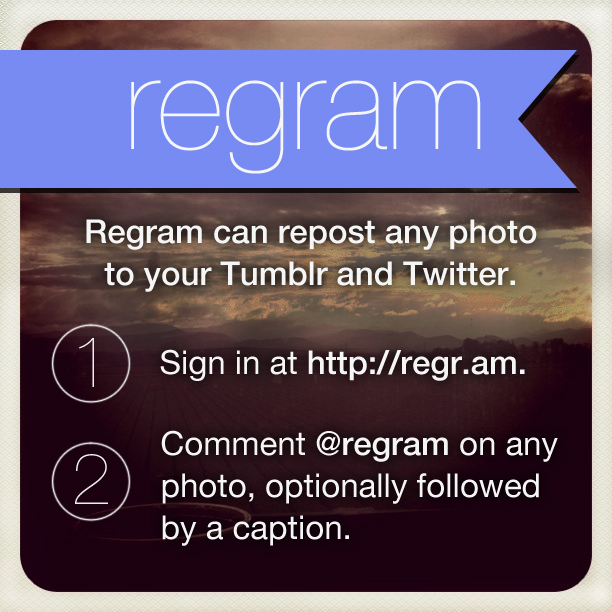 regram
Regram can repost any photo
to your Tumblr and Twitter.
1
Sign in at http://regr.am.
2
Comment @regram on any
photo, optionally followed
by a caption.